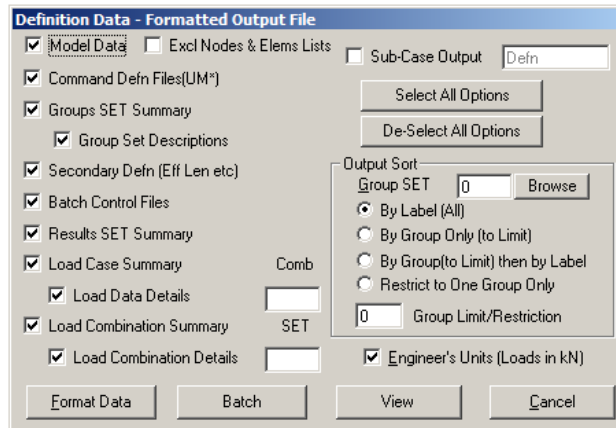 Definition Data - Formatted Output File
Model Data
Excl Nodes & Elems Lists
Sub-Case Output
Defn
Command Defn Files(UM*)
Select All Options
Groups SET Summary
De-Select All Options
Group Set Descriptions
Output Sort
Secondary Defn (Eff Len etc)
Group SET
0
Browse
Batch Control Files
By Label (All)
Results SET Summary
By Group Only (to Limit)
Load Case Summary
Comb
By Group(to Limit) then by Label
Load Data Details
Restrict to One Group Only
Load Combination Summary
SET
0
Group Limit/Restriction
Load Combination Details
Engineer's Units (Loads in kN)
Format Data
Batch
View
Cancel